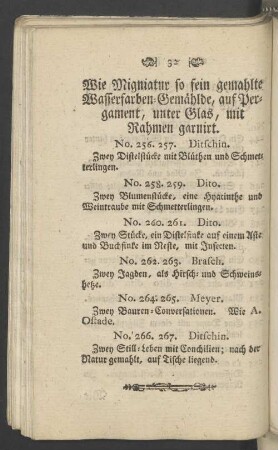 32
Wie Migniatur so fein gemahlte
Wasserfarben-Gemählde, auf Per-
gament, unter Glas, mit
Rahmen garnirt.
No. 256. 257. Ditschin.
Zwey Distelstücke mit Blüthen und Schmet-
terlingen.
No. 258. 259. Dito.
Zwey Blumenstücke, eine Hyacinthe und
Weintraube mit Schmetterlingen.
No. 260. 261. Dito.
Zwey Stücke, ein Distelfinke auf einem Aste
und Buchfinke im Neste, mit Insecten.
No. 262. 263. Brasch.
Zwey Jagden, als Hirsch- und Schweins-
hetze.
No. 264. 265. Meyer.
Zwey Bauren-Conversationen. Wie A.
Ostade.
No. 266. 267. Ditschin.
Zwey Still-Leben mit Conchilien; nach der
Natur gemahlt, auf Tische liegend.